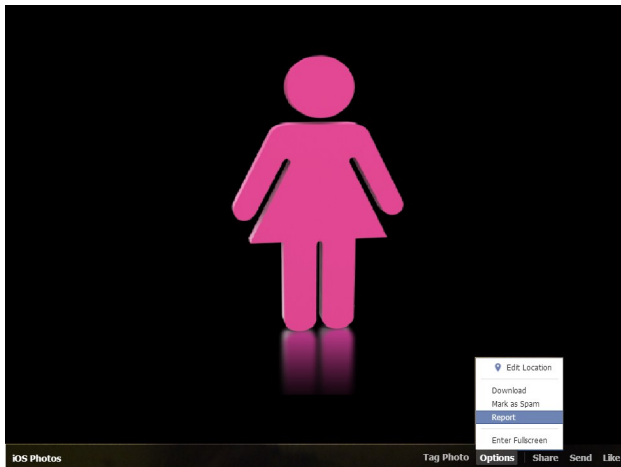 Edit Location
Download
Mark as Spam
Report
Enter Fullscreen
iOS Photos Tag Photo Options Share Send Like